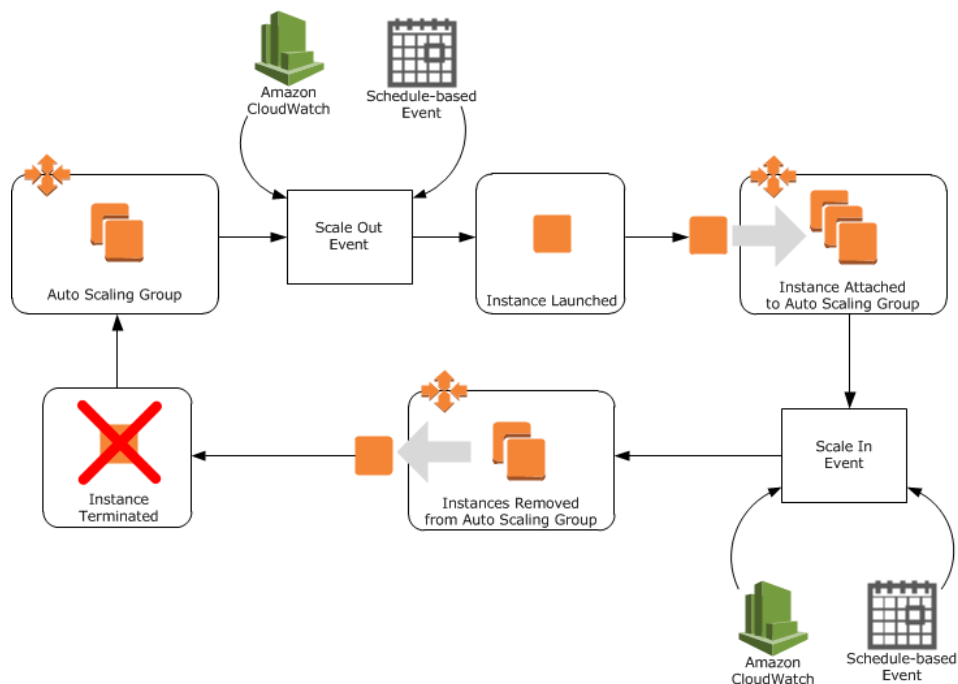 Amazon
CloudWatch
Schedule-based
Event
Auto Scaling Group
Scale Out
Event
Instance Launched
Instance Attached
to Auto Scaling Group
Instance
Terminated
Instances Removed
from Auto Scaling Group
Scale In
Event
Amazon
CloudWatch
Schedule-based
Event